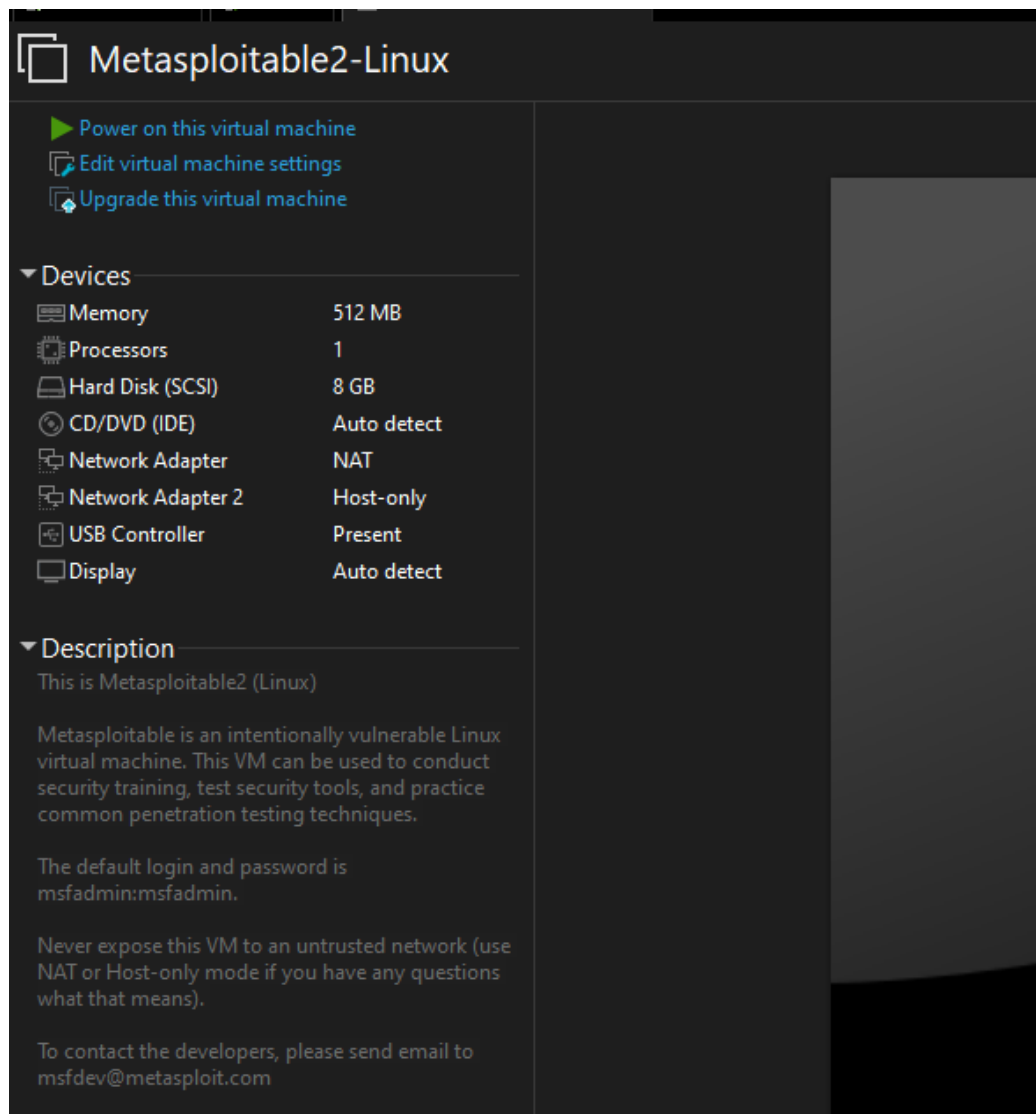 Metasploitable2-Linux
Power on this virtual machine
Edit virtual machine settings
Upgrade this virtual machine
Devices
Memory 512 MB
Processors 1
Hard Disk (SCSI) 8 GB
CD/DVD (IDE) Auto detect
Network Adapter NAT
Network Adapter 2 Host-only
USB Controller Present
Display Auto detect
Description
This is Metasploitable2 (Linux)
Metasploitable is an intentionally vulnerable Linux
virtual machine. This VM can be used to conduct
security training, test security tools, and practice
common penetration testing techniques.
The default login and password is
msfadmin:msfadmin.
Never expose this VM to an untrusted network (use
NAT or Host-only mode if you have any questions
what that means).
To contact the developers, please send email to
msfdev@metasploit.com